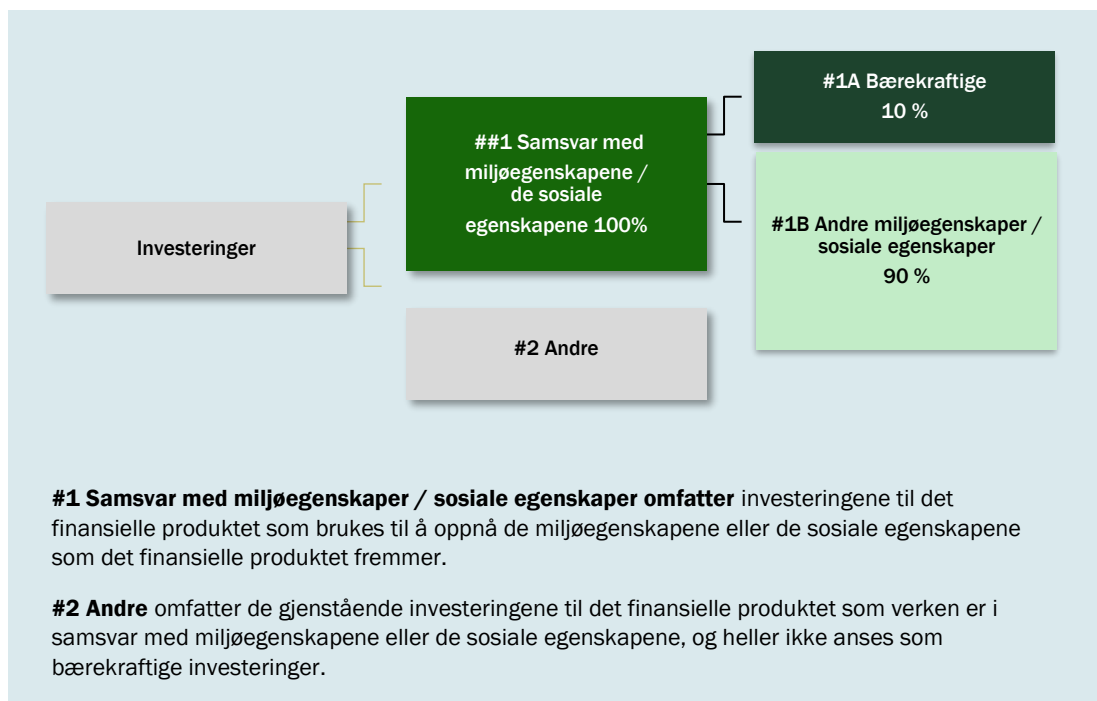 #1A Bærekraftige
10 %
##1 Samsvar med
miljøegenskapene /
de sosiale
egenskapene 100%
Investeringer
#1B Andre miljøegenskaper /
sosiale egenskaper
90 %
#2 Andre
#1 Samsvar med miljøegenskaper / sosiale egenskaper omfatter investeringene til det
finansielle produktet som brukes til å oppnå de miljøegenskapene eller de sosiale egenskapene
som det finansielle produktet fremmer.
#2 Andre omfatter de gjenstående investeringene til det finansielle produktet som verken er i
samsvar med miljøegenskapene eller de sosiale egenskapene, og heller ikke anses som
bærekraftige investeringer.